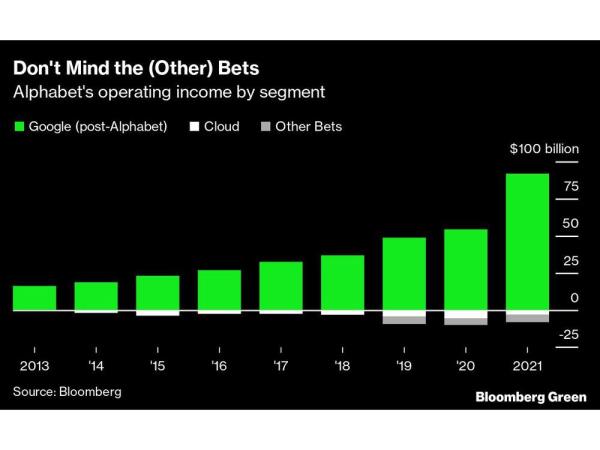 Don't Mind the (Other) Bets
Alphabet's operating income by segment
Google (post-Alphabet) Cloud Other Bets
$100 billion
75
50
25
0
-25
2013 '14 '15 '16 '17 '18 '19 '20 2021
Source: Bloomberg
Bloomberg Green